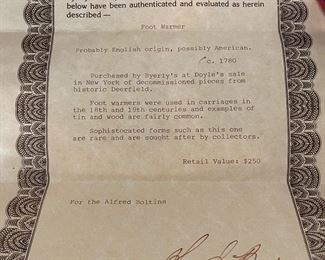 below have been authenticated and evaluated as herein
described —
Foot Warmer
Probably English origin, possibly American.
c. 1780
Purchased by Byerly's at Doyle's sale
in New York of decommissioned pieces from
historic Deerfield.
Foot warmers were used in carriages in
the 18th and 19th centuries and examples of
tin and wood are fairly common.
Sophistocated forms such as this one
are rare and are sought after by collectors.
Retail Value: $250
For the Alfred Boltins